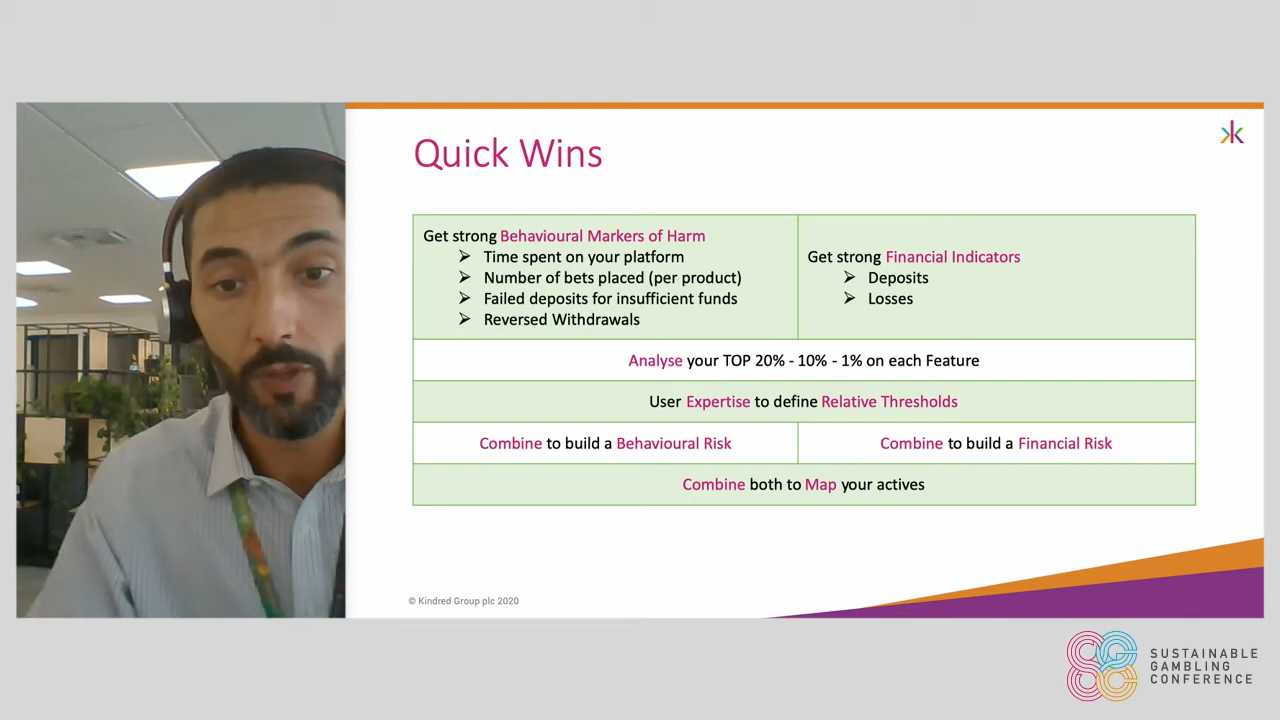 Quick Wins
Get strong Behavioural Markers of Harm
➢ Time spent on your platform
➢ Number of bets placed (per product)
➢ Failed deposits for insufficient funds
➢ Reversed Withdrawals
Get strong Financial Indicators
➢ Deposits
➢ Losses
Analyse your TOP 20% - 10% - 1% on each Feature
User Expertise to define Relative Thresholds
Combine to build a Behavioural Risk
Combine to build a Financial Risk
Combine both to Map your actives
© Kindred Group plc 2020
SUSTAINABLE
GAMBLING
CONFERENCE